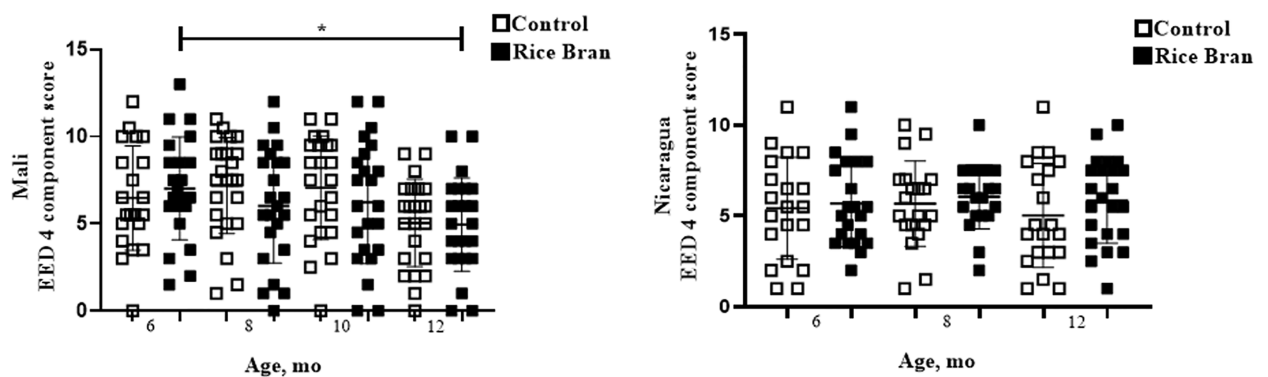 Control
Rice Bran
*
15
10
5
0
Mali
EED 4 component score
6
8
10
12
Age, mo
Control
Rice Bran
15
10
5
0
Nicaragua
EED 4 component score
6
8
12
Age, mo